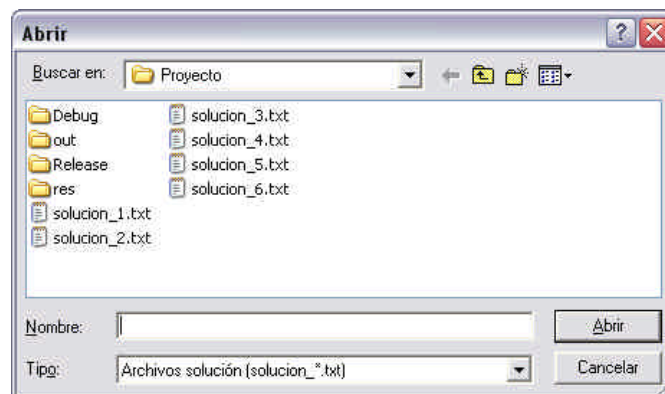 Abrir
Buscar en: Proyecto
Debug
out
Release
res
solucion_1.txt
solucion_2.txt
solucion_3.txt
solucion_4.txt
solucion_5.txt
solucion_6.txt
Nombre:
Abrir
Tipo: Archivos solución (solucion_*.txt)
Cancelar